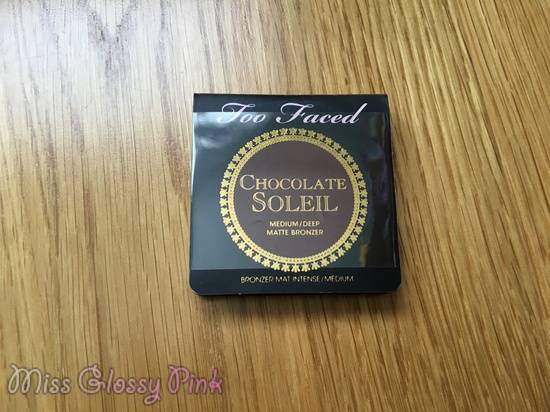 Too Faced
CHOCOLATE
SOLEIL
MEDIUM/DEEP
MATTE BRONZER
BRONZER MAT INTENSE/MÉDIUM
Miss Glossy Pink